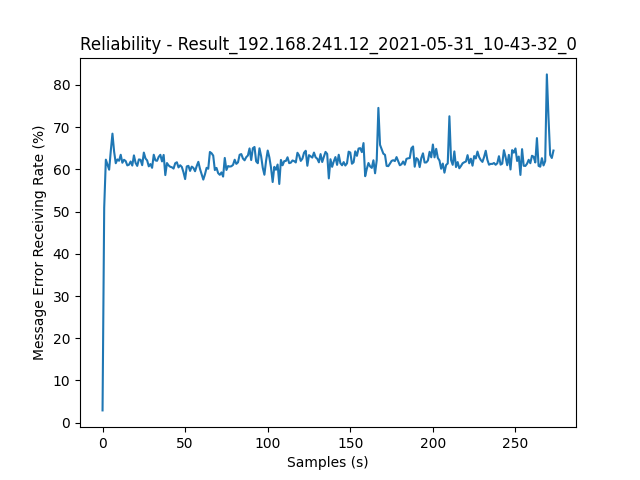 Reliability - Result_192.168.241.12_2021-05-31_10-43-32_0
Message Error Receiving Rate (%)
80
70
60
50
40
30
20
10
0
0 50 100 150 200 250
Samples (s)